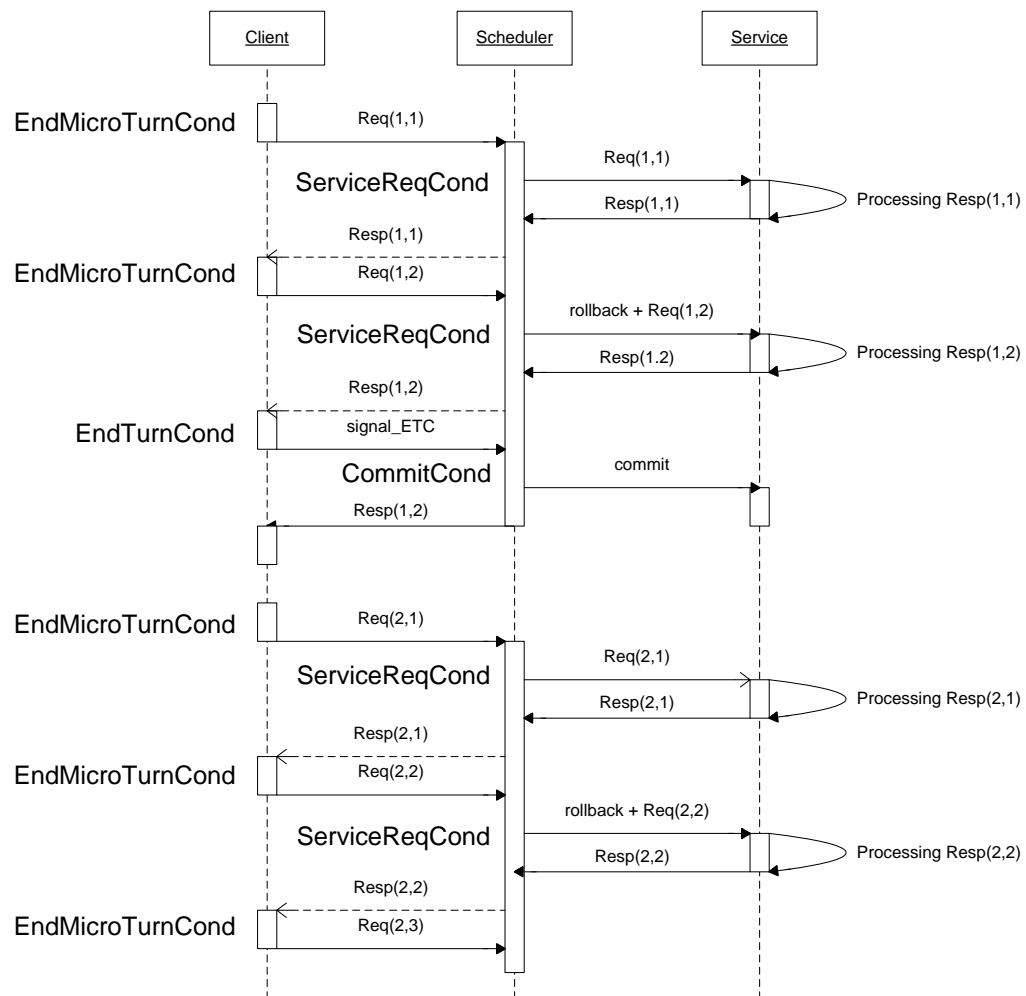 Client
Scheduler
Service
EndMicroTurnCond
Req(1,1)
Req(1,1)
ServiceReqCond
Resp(1,1)
Processing Resp(1,1)
Resp(1,1)
EndMicroTurnCond
Req(1,2)
rollback + Req(1,2)
ServiceReqCond
Resp(1.2)
Processing Resp(1,2)
Resp(1,2)
EndTurnCond
signal_ETC
CommitCond
commit
Resp(1,2)
EndMicroTurnCond
Req(2,1)
Req(2,1)
ServiceReqCond
Resp(2,1)
Processing Resp(2,1)
Resp(2,1)
EndMicroTurnCond
Req(2,2)
rollback + Req(2,2)
ServiceReqCond
Resp(2,2)
Processing Resp(2,2)
Resp(2,2)
EndMicroTurnCond
Req(2,3)